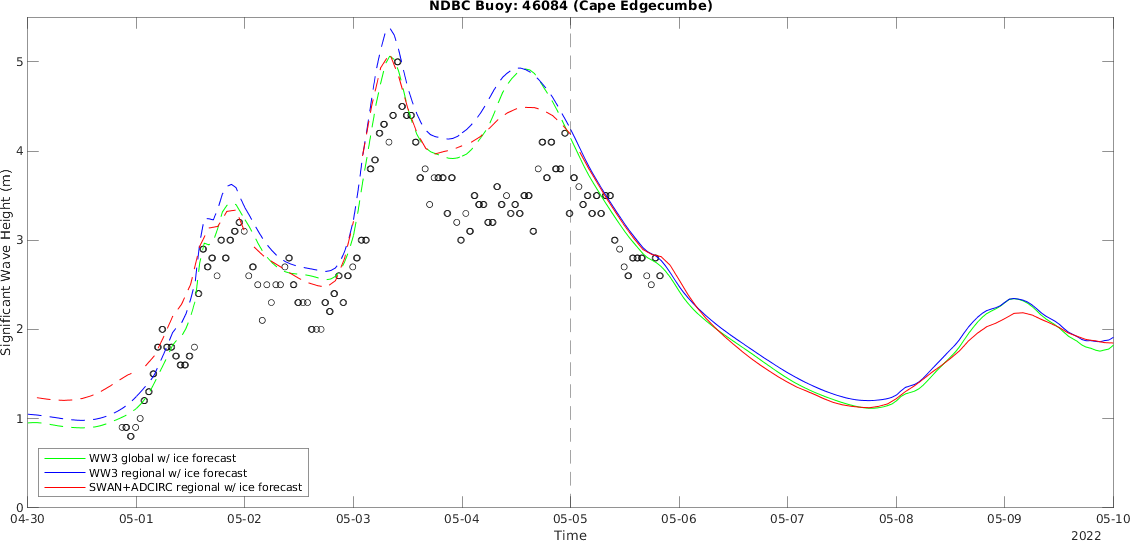 NDBC Buoy: 46084 (Cape Edgecumbe)
Significant Wave Height (m)
5
4
3
2
1
0
WW3 global w/ ice forecast
WW3 regional w/ ice forecast
SWAN+ADCIRC regional w/ ice forecast
04-30 05-01 05-02 05-03 05-04 05-05 05-06 05-07 05-08 05-09 05-10
Time
2022